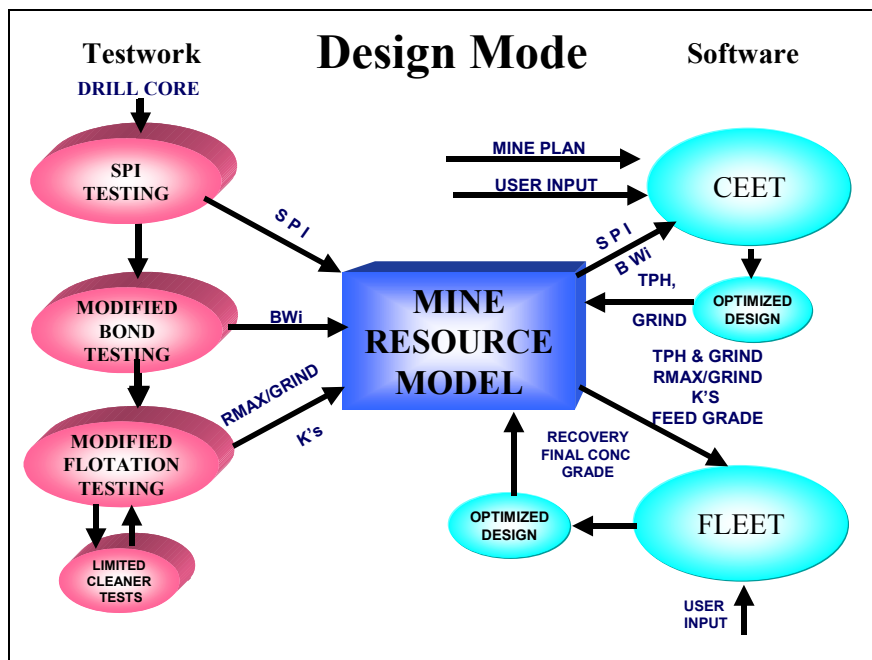 Design Mode
Testwork
Software
DRILL CORE
SPI
TESTING
MODIFIED
BOND
TESTING
MODIFIED
FLOTATION
TESTING
LIMITED
CLEANER
TESTS
S P I
BWi
RMAX/GRIND
K's
MINE
RESOURCE
MODEL
MINE PLAN
USER INPUT
CEET
S P I
B Wi
TPH,
GRIND
OPTIMIZED
DESIGN
TPH & GRIND
RMAX/GRIND
K'S
FEED GRADE
RECOVERY
FINAL CONC
GRADE
OPTIMIZED
DESIGN
FLEET
USER
INPUT